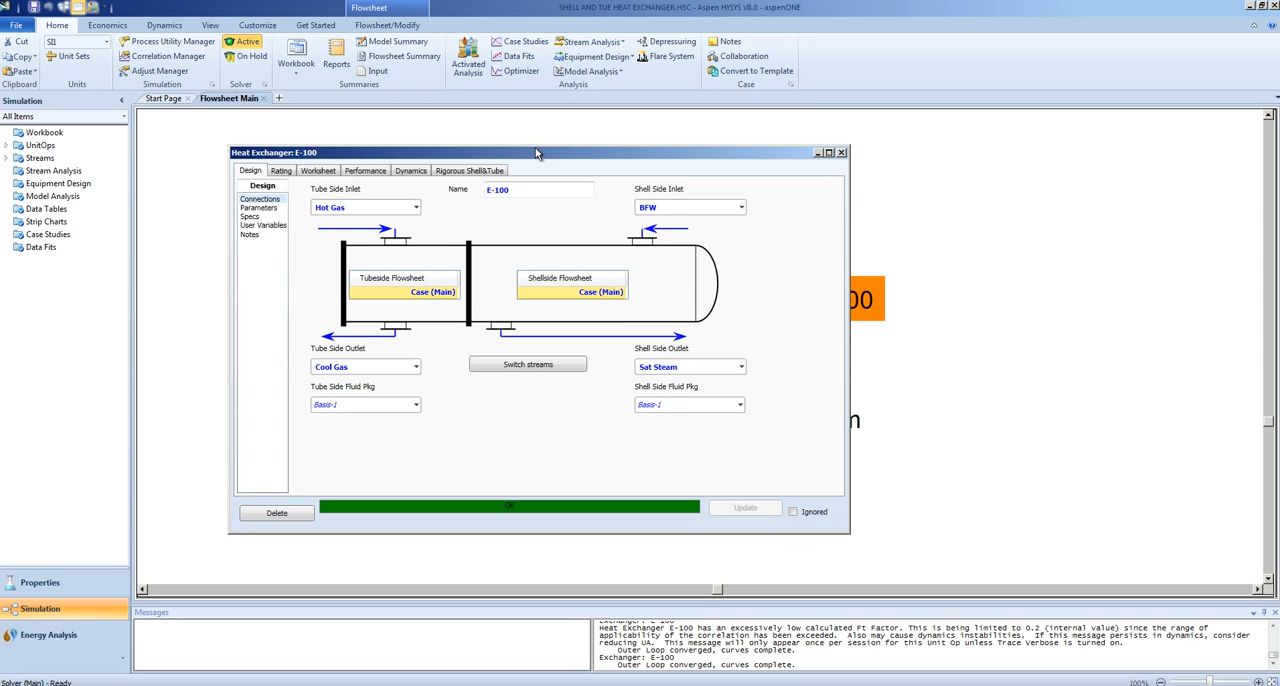 Flowsheet
SHELL AND TUE HEAT EXCHANGER.HSC - Aspen HYSYS V8.0 - aspenONE
File Home Economics Dynamics View Customize Get Started Flowsheet/Modify
Cut SI1 Process Utility Manager Active Model Summary Case Studies Stream Analysis Depressuring Notes
Copy Unit Sets Correlation Manager On Hold Flowsheet Summary Data Fits Equipment Design Flare System Collaboration
Paste Adjust Manager Workbook Reports Input Activated Analysis Optimizer Model Analysis Convert to Template
Clipboard Units Simulation Solver Summaries Analysis Case
Simulation Start Page Flowsheet Main
All Items
Workbook
UnitOps
Streams
Stream Analysis
Equipment Design
Model Analysis
Data Tables
Strip Charts
Case Studies
Data Fits
Heat Exchanger: E-100
Design Rating Worksheet Performance Dynamics Rigorous Shell&Tube
Design
Connections
Parameters
Specs
User Variables
Notes
Tube Side Inlet Name E-100 Shell Side Inlet
Hot Gas BFW
Tubeside Flowsheet Shellside Flowsheet
Case (Main) Case (Main)
Tube Side Outlet Shell Side Outlet
Cool Gas Switch streams Sat Steam
Tube Side Fluid Pkg Shell Side Fluid Pkg
Basis-1 Basis-1
Delete OK Update Ignored
00
m
Properties
Simulation
Energy Analysis
Messages
Exchanger: E-100
Heat Exchanger E-100 has an excessively low calculated Ft Factor. This is being limited to 0.2 (internal value) since the range of
applicability of the correlation has been exceeded. Also may cause dynamics instabilities. If this message persists in dynamics, consider
reducing UA. This message will only appear once per session for this Unit Op unless Trace Verbose is turned on.
Outer Loop converged, curves complete.
Exchanger: E-100
Outer Loop converged, curves complete.
Solver (Main) - Ready 100%